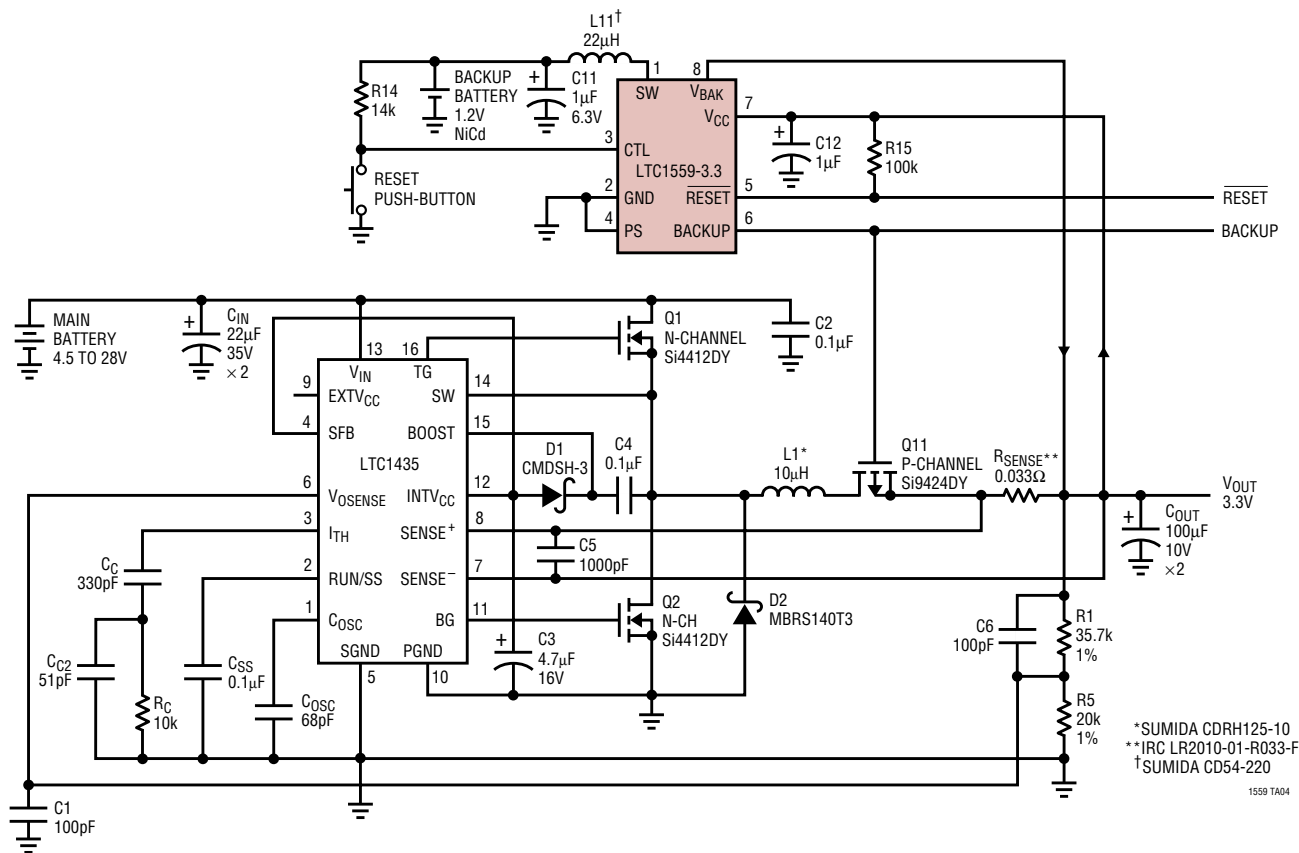 L11†
22µH
R14
14k
BACKUP
BATTERY
1.2V
NiCd
+
C11
1µF
6.3V
RESET
PUSH-BUTTON
1
8
SW
VBAK
7
VCC
3
CTL
LTC1559-3.3
2
GND
RESET
5
4
PS
BACKUP
6
+
C12
1µF
R15
100k
RESET
BACKUP
MAIN
BATTERY
4.5 TO 28V
+
CIN
22µF
35V
× 2
13
16
VIN
TG
9
EXTVCC
SW
14
4
SFB
BOOST
15
LTC1435
6
VOSENSE
INTVCC
12
3
ITH
SENSE+
8
2
RUN/SS
SENSE–
7
1
COSC
BG
11
SGND
PGND
5
10
Q1
N-CHANNEL
Si4412DY
C2
0.1µF
D1
CMDSH-3
C4
0.1µF
L1*
10µH
Q11
P-CHANNEL
Si9424DY
RSENSE**
0.033Ω
VOUT
3.3V
+
COUT
100µF
10V
×2
C5
1000pF
Q2
N-CH
Si4412DY
D2
MBRS140T3
+
C3
4.7µF
16V
CC
330pF
CC2
51pF
RC
10k
CSS
0.1µF
COSC
68pF
C6
100pF
R1
35.7k
1%
R5
20k
1%
C1
100pF
*SUMIDA CDRH125-10
**IRC LR2010-01-R033-F
†SUMIDA CD54-220
1559 TA04